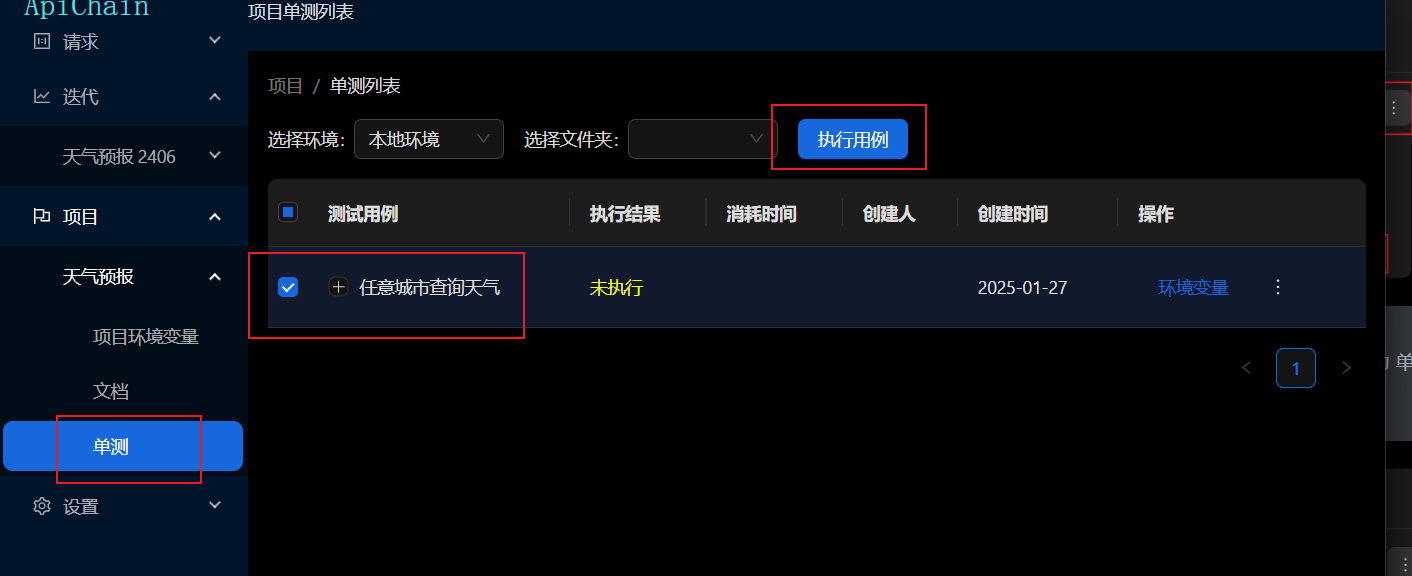 ApiChain
项目单测列表
请求
迭代
天气预报 2406
项目
天气预报
项目环境变量
文档
单测
设置
项目 / 单测列表
选择环境: 本地环境 选择文件夹: 执行用例
测试用例 执行结果 消耗时间 创建人 创建时间 操作
任意城市查询天气 未执行 2025-01-27 环境变量
1
单